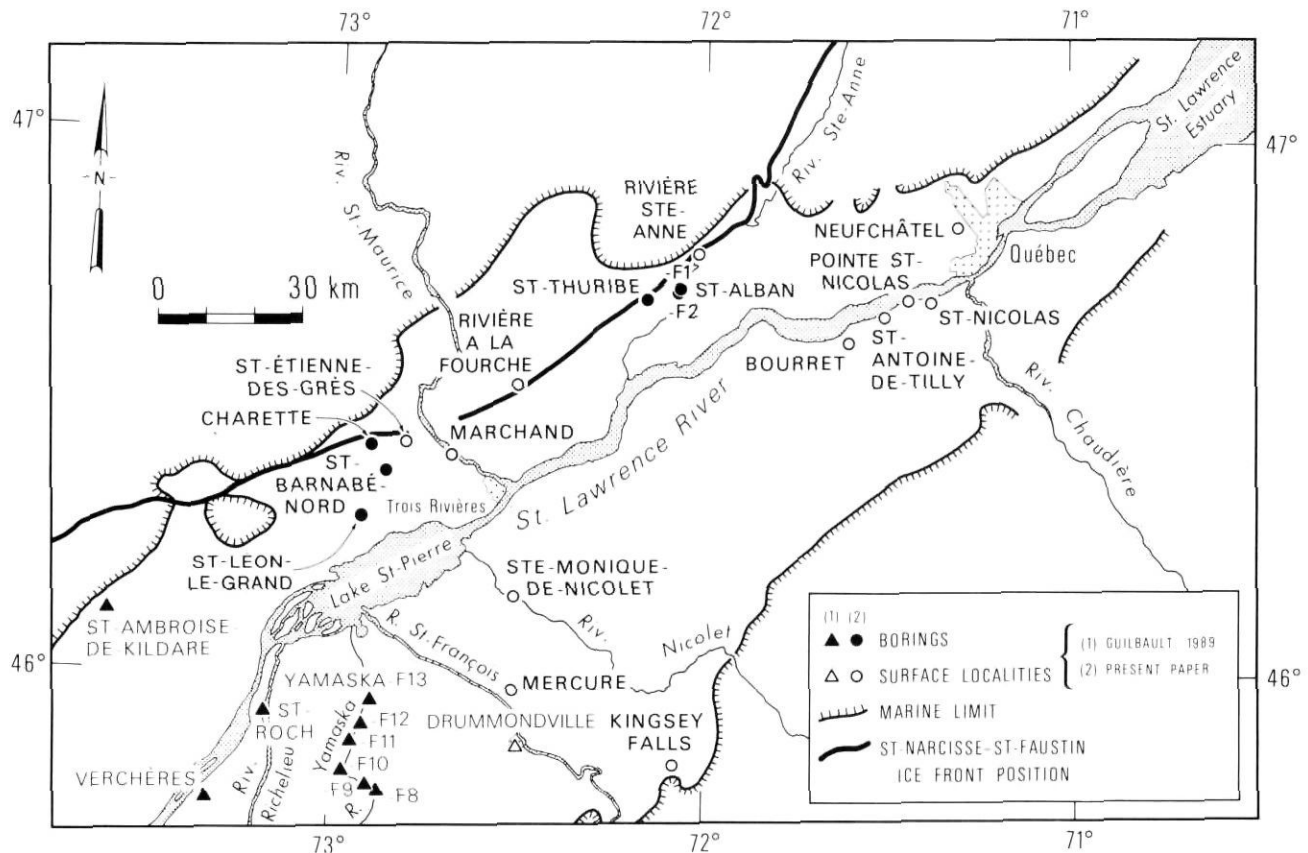 73°
72°
71°
47°
47°
N
0 30 km
St. Lawrence
Estuary
Riv. Ste-Anne
Riv. St-Maurice
RIVIÈRE
STE-
ANNE
NEUFCHÂTEL
POINTE ST-
NICOLAS
Québec
-F1
ST-THURIBE
ST-ALBAN
-F2
ST-NICOLAS
RIVIÈRE
A LA
FOURCHE
BOURRET
ST-
ANTOINE-
DE-TILLY
ST-ÉTIENNE-
DES-GRÈS
CHARETTE
MARCHAND
Riv. Chaudière
ST-
BARNABÉ-
NORD
Trois Rivières
St. Lawrence River
ST-LEON-
LE-GRAND
Lake St-Pierre
STE-MONIQUE-
DE-NICOLET
Riv. Nicolet
ST-AMBROISE-
DE-KILDARE
R. St-François
46°
46°
YAMASKA F13
MERCURE
ST-
ROCH
F12
DRUMMONDVILLE
KINGSEY
FALLS
F11
Yamaska R.
F10
VERCHÈRES
Riv. Richelieu
F9
F8
(1) (2)
BORINGS
SURFACE LOCALITIES
(1) GUILBAULT 1989
(2) PRESENT PAPER
MARINE LIMIT
ST-NARCISSE-ST-FAUSTIN
ICE FRONT POSITION
73°
72°
71°